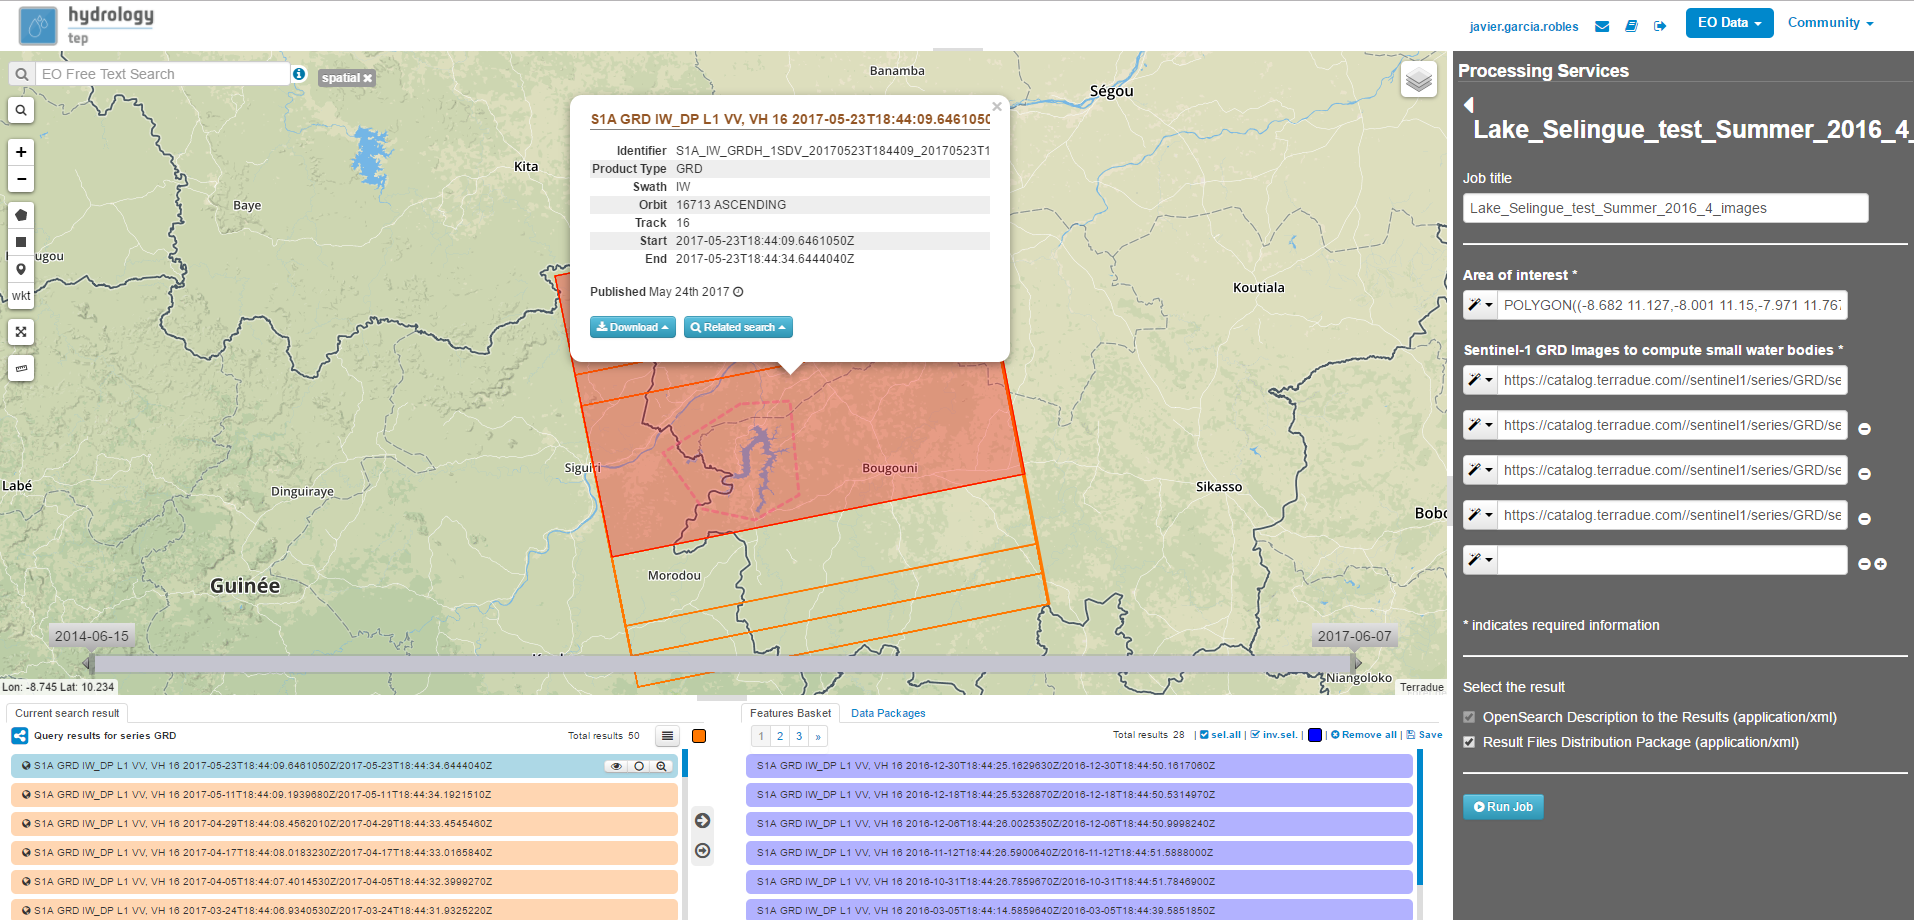 hydrology
tep
javier.garcia.robles
EO Data
Community
EO Free Text Search
spatial
wkt
Banamba
Ségou
Kita
Baye
ugou
Koutiala
Siguiri
Bougouni
Labé
Dinguiraye
Sikasso
Morodou
Guinée
Niangoloko
2014-06-15
2017-06-07
Lon: -8.745 Lat: 10.234
Terradue
S1A GRD IW_DP L1 VV, VH 16 2017-05-23T18:44:09.6461050
Identifier S1A_IW_GRDH_1SDV_20170523T184409_20170523T1
Product Type GRD
Swath IW
Orbit 16713 ASCENDING
Track 16
Start 2017-05-23T18:44:09.6461050Z
End 2017-05-23T18:44:34.6444040Z
Published May 24th 2017
Download
Related search
Processing Services
Lake_Selingue_test_Summer_2016_4_
Job title
Lake_Selingue_test_Summer_2016_4_images
Area of interest *
POLYGON((-8.682 11.127,-8.001 11.15,-7.971 11.767
Sentinel-1 GRD Images to compute small water bodies *
https://catalog.terradue.com//sentinel1/series/GRD/se
https://catalog.terradue.com//sentinel1/series/GRD/se
https://catalog.terradue.com//sentinel1/series/GRD/se
https://catalog.terradue.com//sentinel1/series/GRD/se
* indicates required information
Select the result
OpenSearch Description to the Results (application/xml)
Result Files Distribution Package (application/xml)
Run Job
Current search result
Query results for series GRD
Total results 50
S1A GRD IW_DP L1 VV, VH 16 2017-05-23T18:44:09.6461050Z/2017-05-23T18:44:34.6444040Z
S1A GRD IW_DP L1 VV, VH 16 2017-05-11T18:44:09.1939680Z/2017-05-11T18:44:34.1921510Z
S1A GRD IW_DP L1 VV, VH 16 2017-04-29T18:44:08.4562010Z/2017-04-29T18:44:33.4545460Z
S1A GRD IW_DP L1 VV, VH 16 2017-04-17T18:44:08.0183230Z/2017-04-17T18:44:33.0165840Z
S1A GRD IW_DP L1 VV, VH 16 2017-04-05T18:44:07.4014530Z/2017-04-05T18:44:32.3999270Z
S1A GRD IW_DP L1 VV, VH 16 2017-03-24T18:44:06.9340530Z/2017-03-24T18:44:31.9325220Z
Features Basket
Data Packages
1 2 3 »
Total results 28 | sel.all | inv.sel. | | Remove all | Save
S1A GRD IW_DP L1 VV, VH 16 2016-12-30T18:44:25.1629630Z/2016-12-30T18:44:50.1617060Z
S1A GRD IW_DP L1 VV, VH 16 2016-12-18T18:44:25.5326870Z/2016-12-18T18:44:50.5314970Z
S1A GRD IW_DP L1 VV, VH 16 2016-12-06T18:44:26.0025350Z/2016-12-06T18:44:50.9998240Z
S1A GRD IW_DP L1 VV, VH 16 2016-11-12T18:44:26.5900640Z/2016-11-12T18:44:51.5888000Z
S1A GRD IW_DP L1 VV, VH 16 2016-10-31T18:44:26.7859670Z/2016-10-31T18:44:51.7846900Z
S1A GRD IW_DP L1 VV, VH 16 2016-03-05T18:44:14.5859640Z/2016-03-05T18:44:39.5851850Z